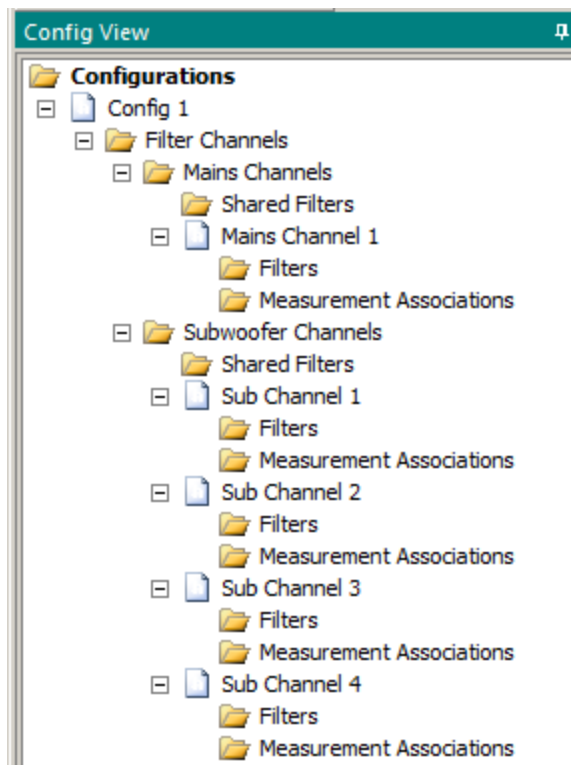 Config View
Configurations
Config 1
Filter Channels
Mains Channels
Shared Filters
Mains Channel 1
Filters
Measurement Associations
Subwoofer Channels
Shared Filters
Sub Channel 1
Filters
Measurement Associations
Sub Channel 2
Filters
Measurement Associations
Sub Channel 3
Filters
Measurement Associations
Sub Channel 4
Filters
Measurement Associations